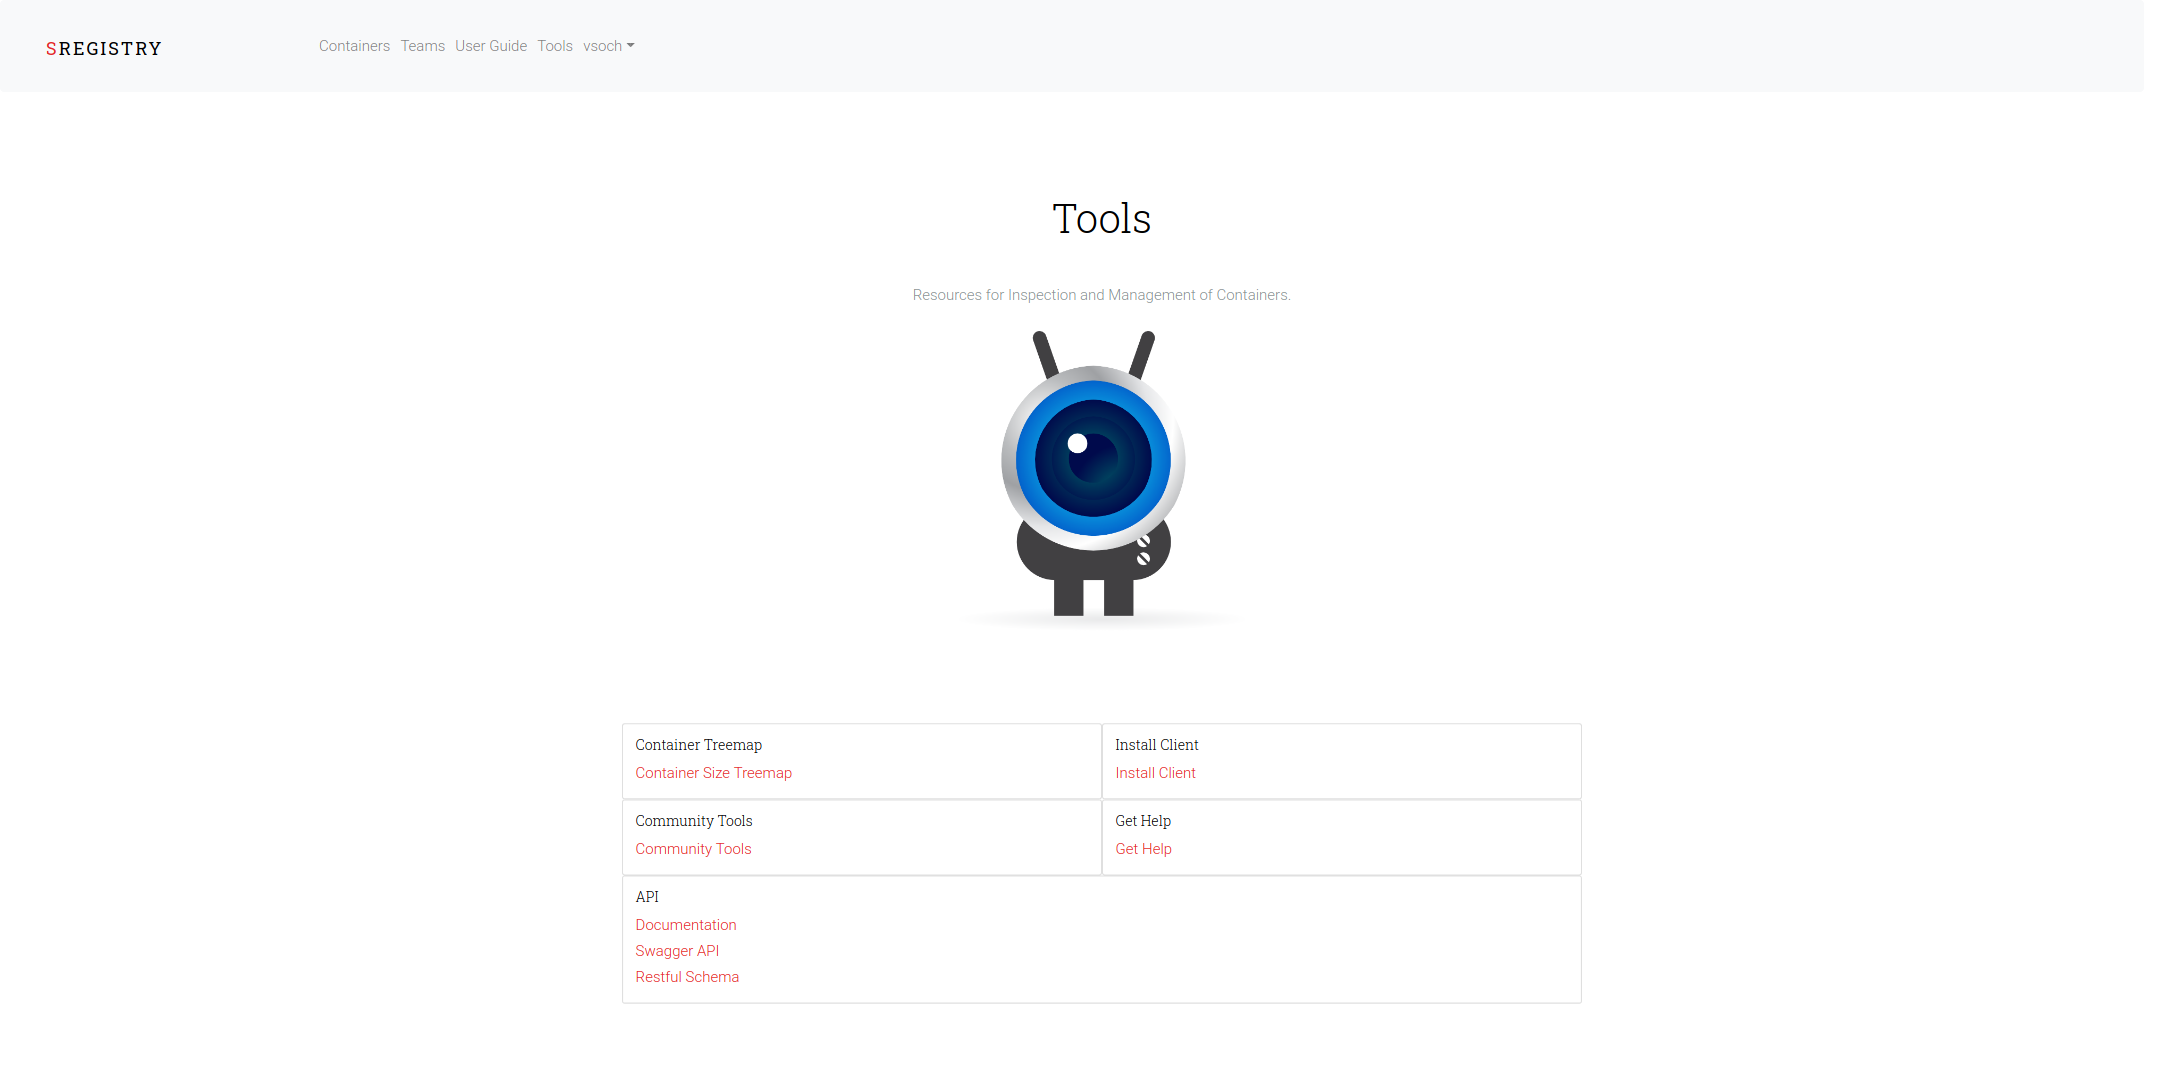 SREGISTRY
Containers Teams User Guide Tools vsoch
Tools
Resources for Inspection and Management of Containers.
Container Treemap
Container Size Treemap
Install Client
Install Client
Community Tools
Community Tools
Get Help
Get Help
API
Documentation
Swagger API
Restful Schema